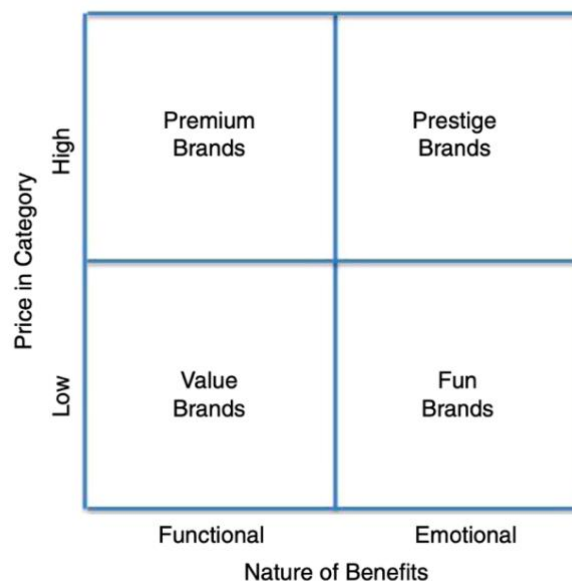 Price in Category
High
Low
Premium
Brands
Prestige
Brands
Value
Brands
Fun
Brands
Functional
Emotional
Nature of Benefits